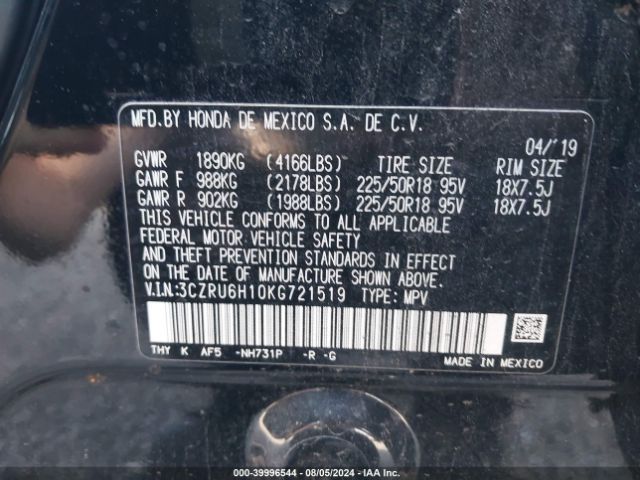 MFD.BY HONDA DE MEXICO S.A. DE C.V.
04/'19
GVWR 1890KG (4166LBS) TIRE SIZE RIM SIZE
GAWR F 988KG (2178LBS) 225/50R18 95V 18X7.5J
GAWR R 902KG (1988LBS) 225/50R18 95V 18X7.5J
THIS VEHICLE CONFORMS TO ALL APPLICABLE
FEDERAL MOTOR VEHICLE SAFETY
AND THEFT PREVENTION STANDARDS IN EFFECT
ON THE DATE OF MANUFACTURE SHOWN ABOVE.
V.I.N:3CZRU6H10KG721519 TYPE: MPV
THY K AF5 -NH731P -R -G MADE IN MEXICO
000-39996544 — 08/05/2024 — IAA Inc.